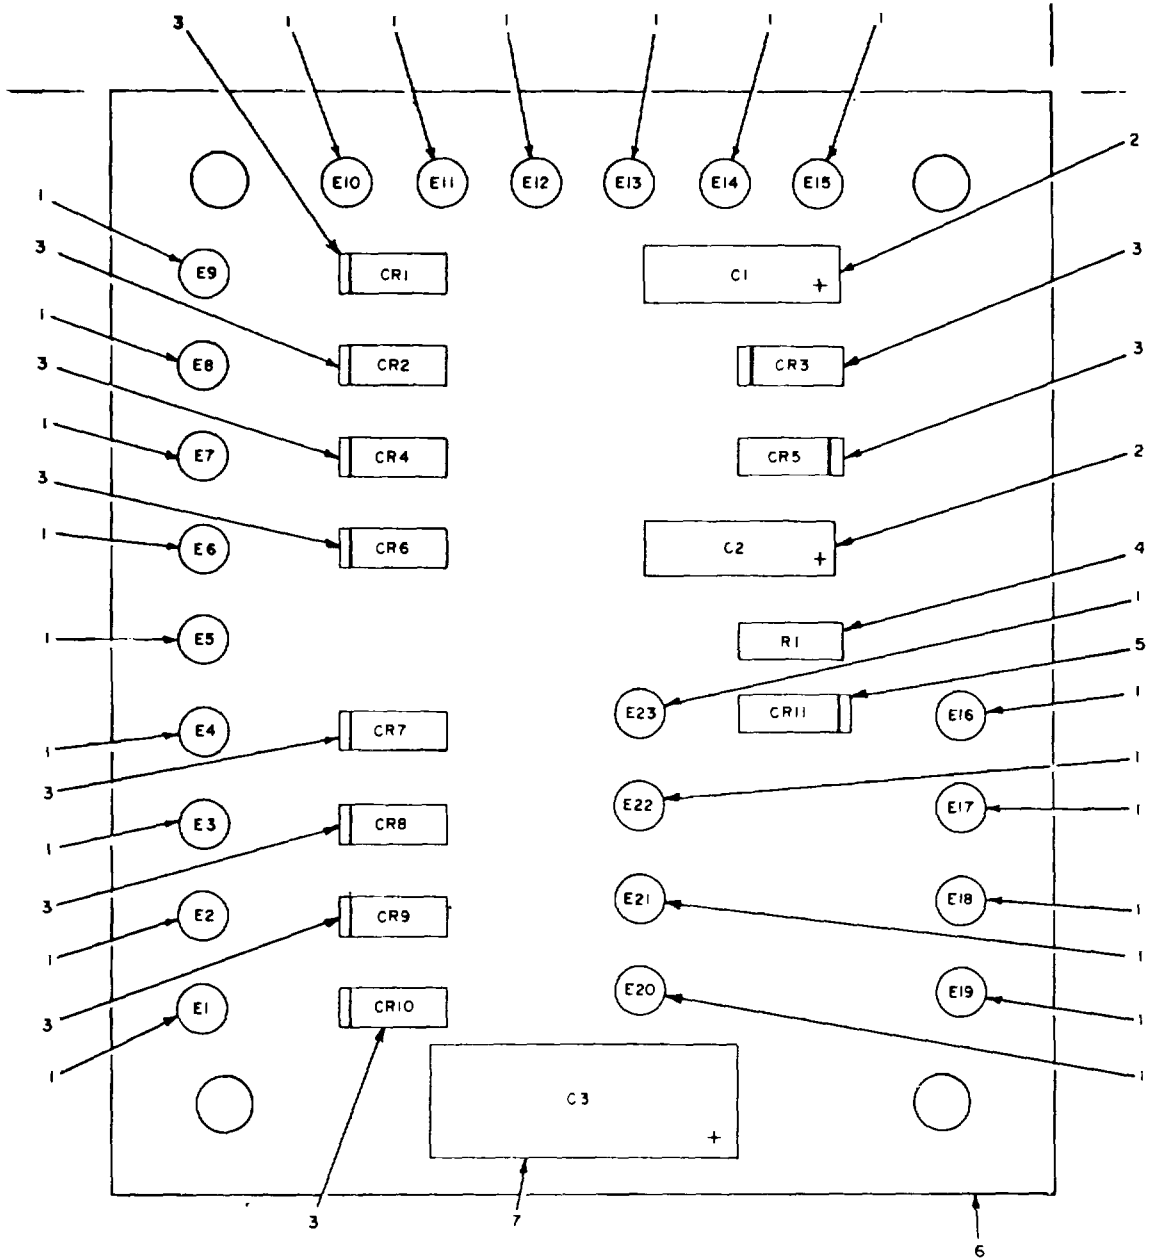 3 1 1 1 1 1 1
2
E10 E11 E12 E13 E14 E15
1
3 3
E9 CR1 C1 +
1
3 3
E8 CR2 CR3
1
2
E7 CR4 CR5
3
1
E6 CR6 C2 +
4
1
1 E5 R1
5
1
E23 CR11 E16
E4 CR7
1 1
3
E22 E17 1
E3 CR8
1
E21 E18
3 1
E2 CR9
1 1
E20 E19
E1 CR10
3 1
1 1
C3
+
3 7
6